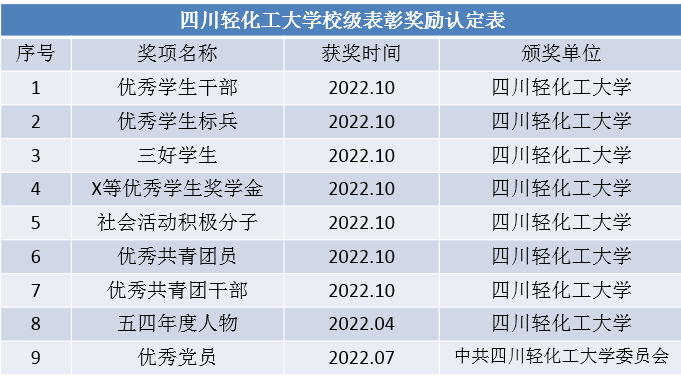 四川轻化工大学校级表彰奖励认定表
序号 奖项名称 获奖时间 颁奖单位
1 优秀学生干部 2022.10 四川轻化工大学
2 优秀学生标兵 2022.10 四川轻化工大学
3 三好学生 2022.10 四川轻化工大学
4 X等优秀学生奖学金 2022.10 四川轻化工大学
5 社会活动积极分子 2022.10 四川轻化工大学
6 优秀共青团员 2022.10 四川轻化工大学
7 优秀共青团干部 2022.10 四川轻化工大学
8 五四年度人物 2022.04 四川轻化工大学
9 优秀党员 2022.07 中共四川轻化工大学委员会